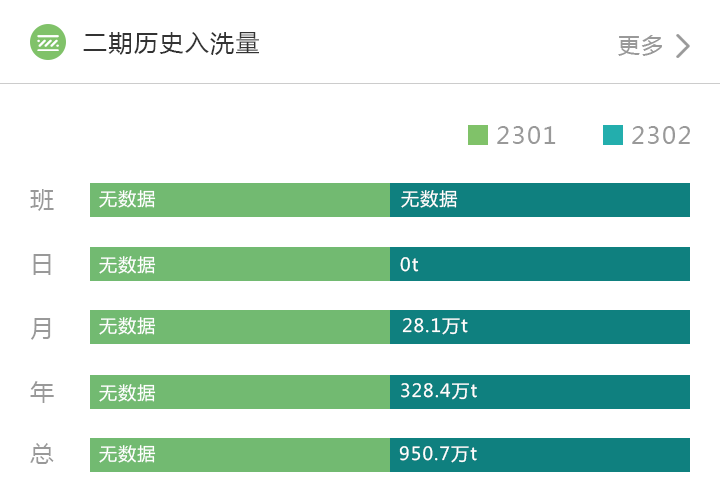 二期历史入洗量 更多
2301 2302
班 无数据 无数据
日 无数据 0t
月 无数据 28.1万t
年 无数据 328.4万t
总 无数据 950.7万t